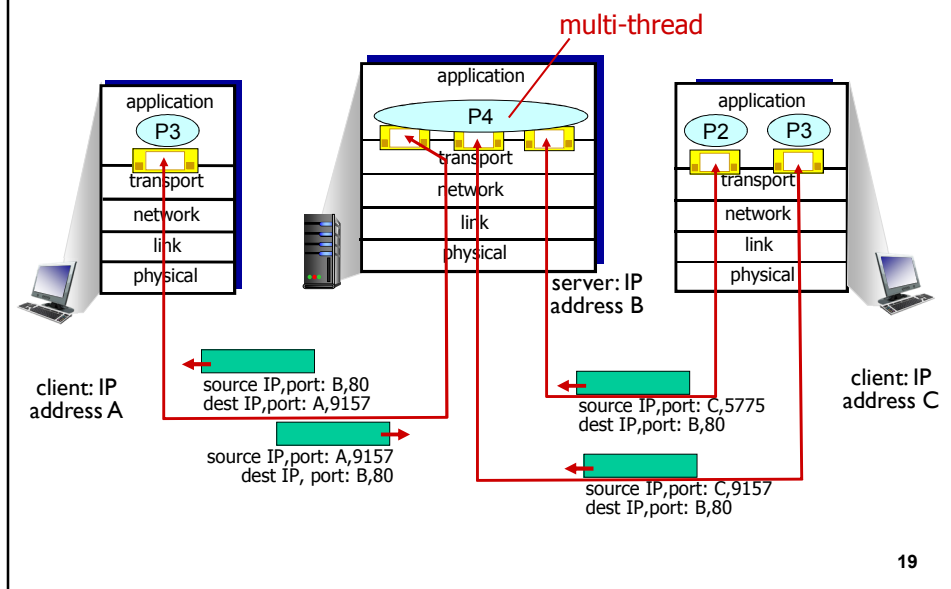 multi-thread
application
P3
transport
network
link
physical
application
P4
transport
network
link
physical
application
P2
P3
transport
network
link
physical
server: IP
address B
client: IP
address A
source IP,port: B,80
dest IP,port: A,9157
source IP,port: A,9157
dest IP, port: B,80
source IP,port: C,5775
dest IP,port: B,80
source IP,port: C,9157
dest IP,port: B,80
client: IP
address C
19